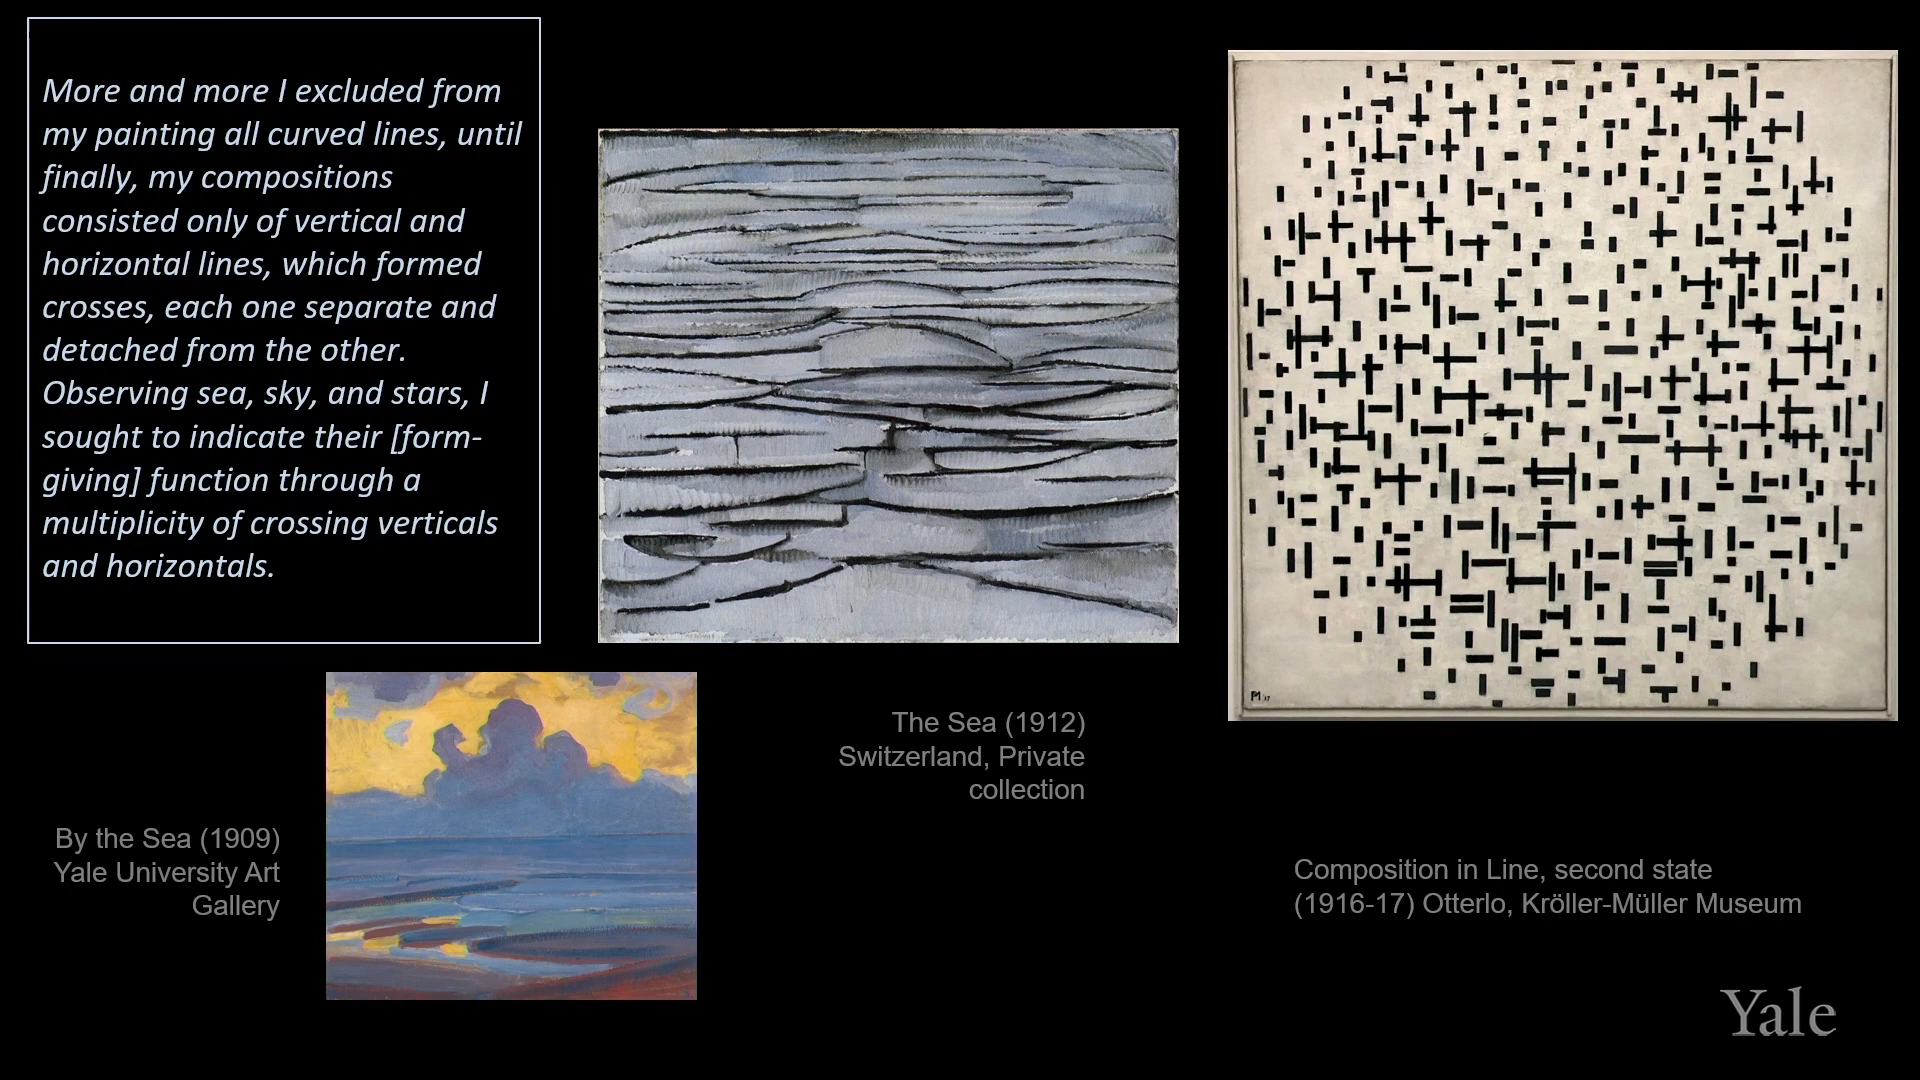 More and more I excluded from
my painting all curved lines, until
finally, my compositions
consisted only of vertical and
horizontal lines, which formed
crosses, each one separate and
detached from the other.
Observing sea, sky, and stars, I
sought to indicate their [form-
giving] function through a
multiplicity of crossing verticals
and horizontals.
The Sea (1912)
Switzerland, Private
collection
By the Sea (1909)
Yale University Art
Gallery
Composition in Line, second state
(1916-17) Otterlo, Kröller-Müller Museum
Yale